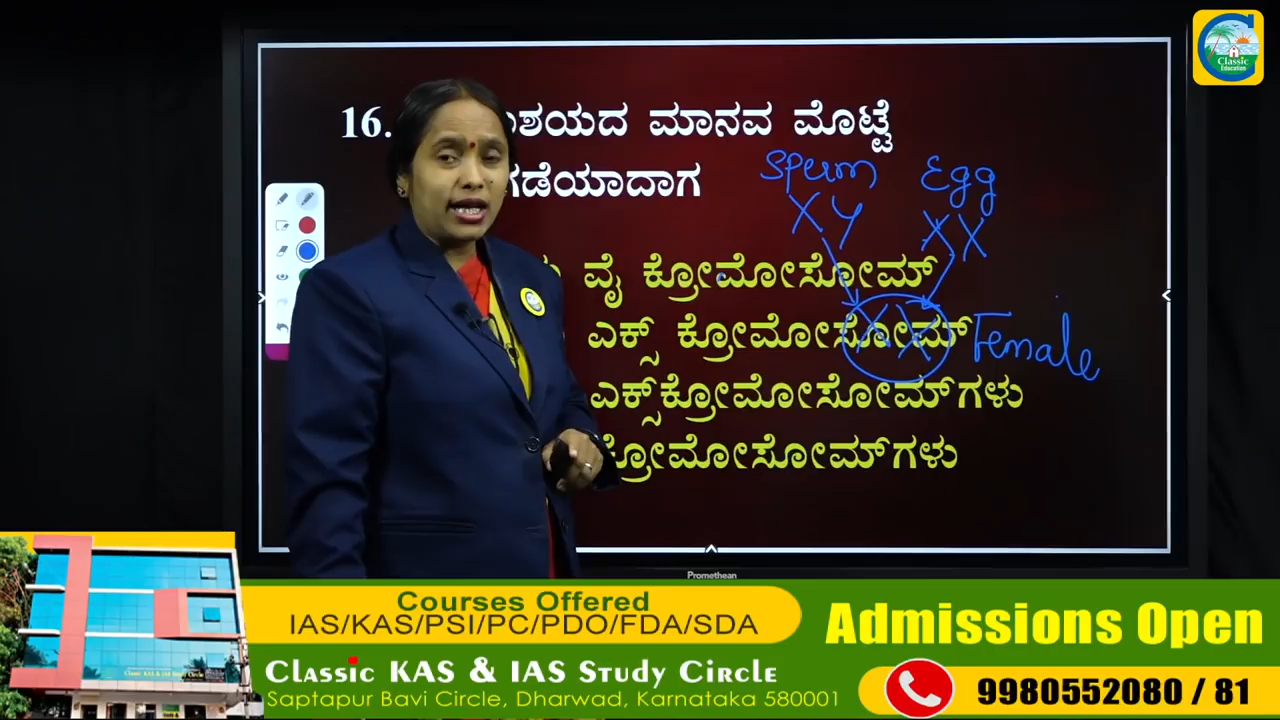 Classic
Education
16. ಮಾನವ ಮೊಟ್ಟೆ
Sperm Egg
XY XX
ವೈ ಕ್ರೋಮೋಸೋಮ್
ಎಕ್ಸ್ ಕ್ರೋಮೋಸೋಮ್
XX Female
ಎಕ್ಸ್‌ಕ್ರೋಮೋಸೋಮ್‌ಗಳು
ಕ್ರೋಮೋಸೋಮ್‌ಗಳು
Promethean
Courses Offered
IAS/KAS/PSI/PC/PDO/FDA/SDA
Classic KAS & IAS Study Circle
Saptapur Bavi Circle, Dharwad, Karnataka 580001
Admissions Open
9980552080 / 81